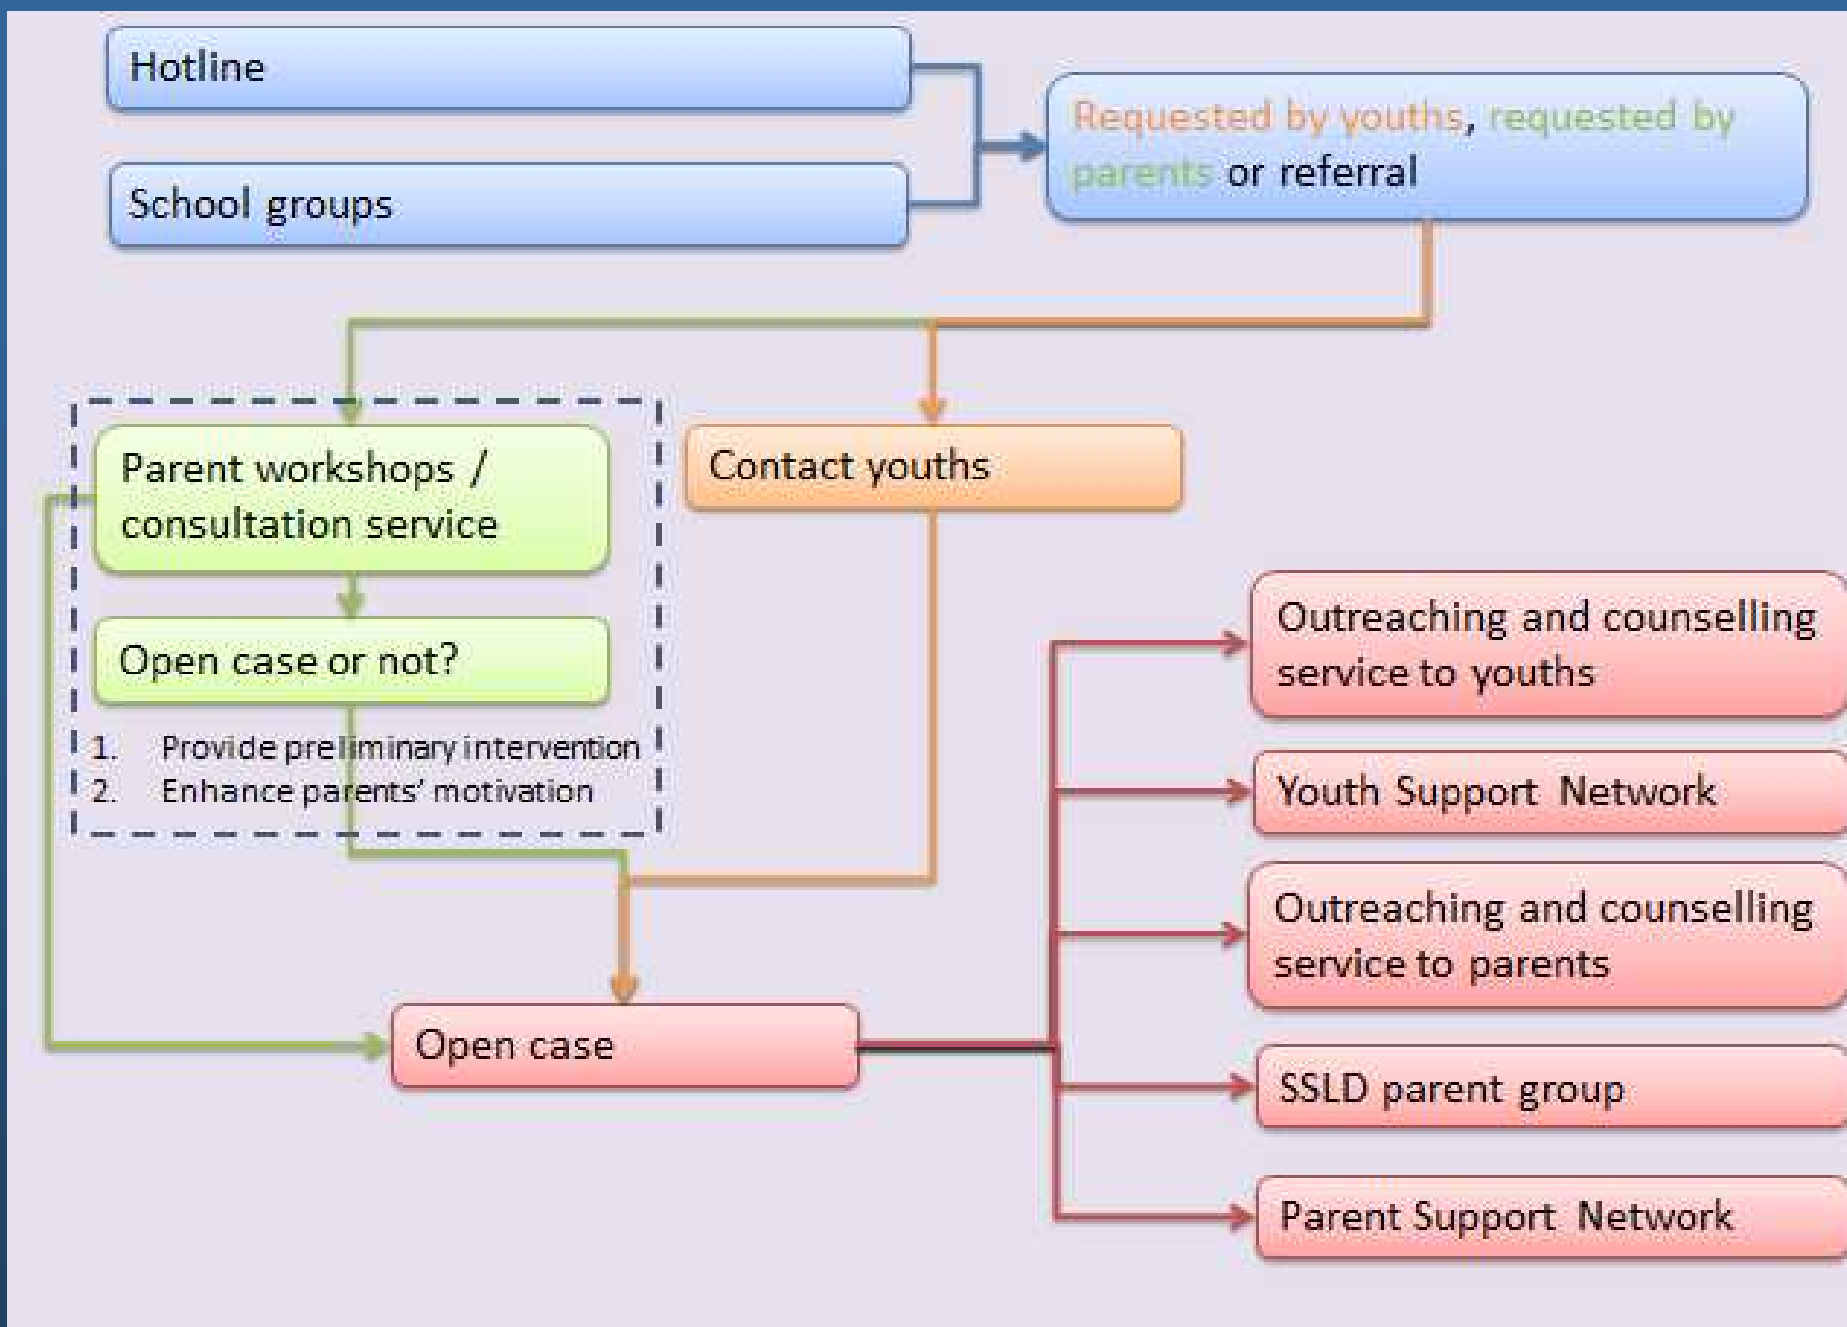 Hotline
Requested by youths, requested by
parents or referral
School groups
Parent workshops /
consultation service
Contact youths
Open case or not?
1. Provide preliminary intervention
2. Enhance parents' motivation
Open case
Outreaching and counselling
service to youths
Youth Support Network
Outreaching and counselling
service to parents
SSLD parent group
Parent Support Network